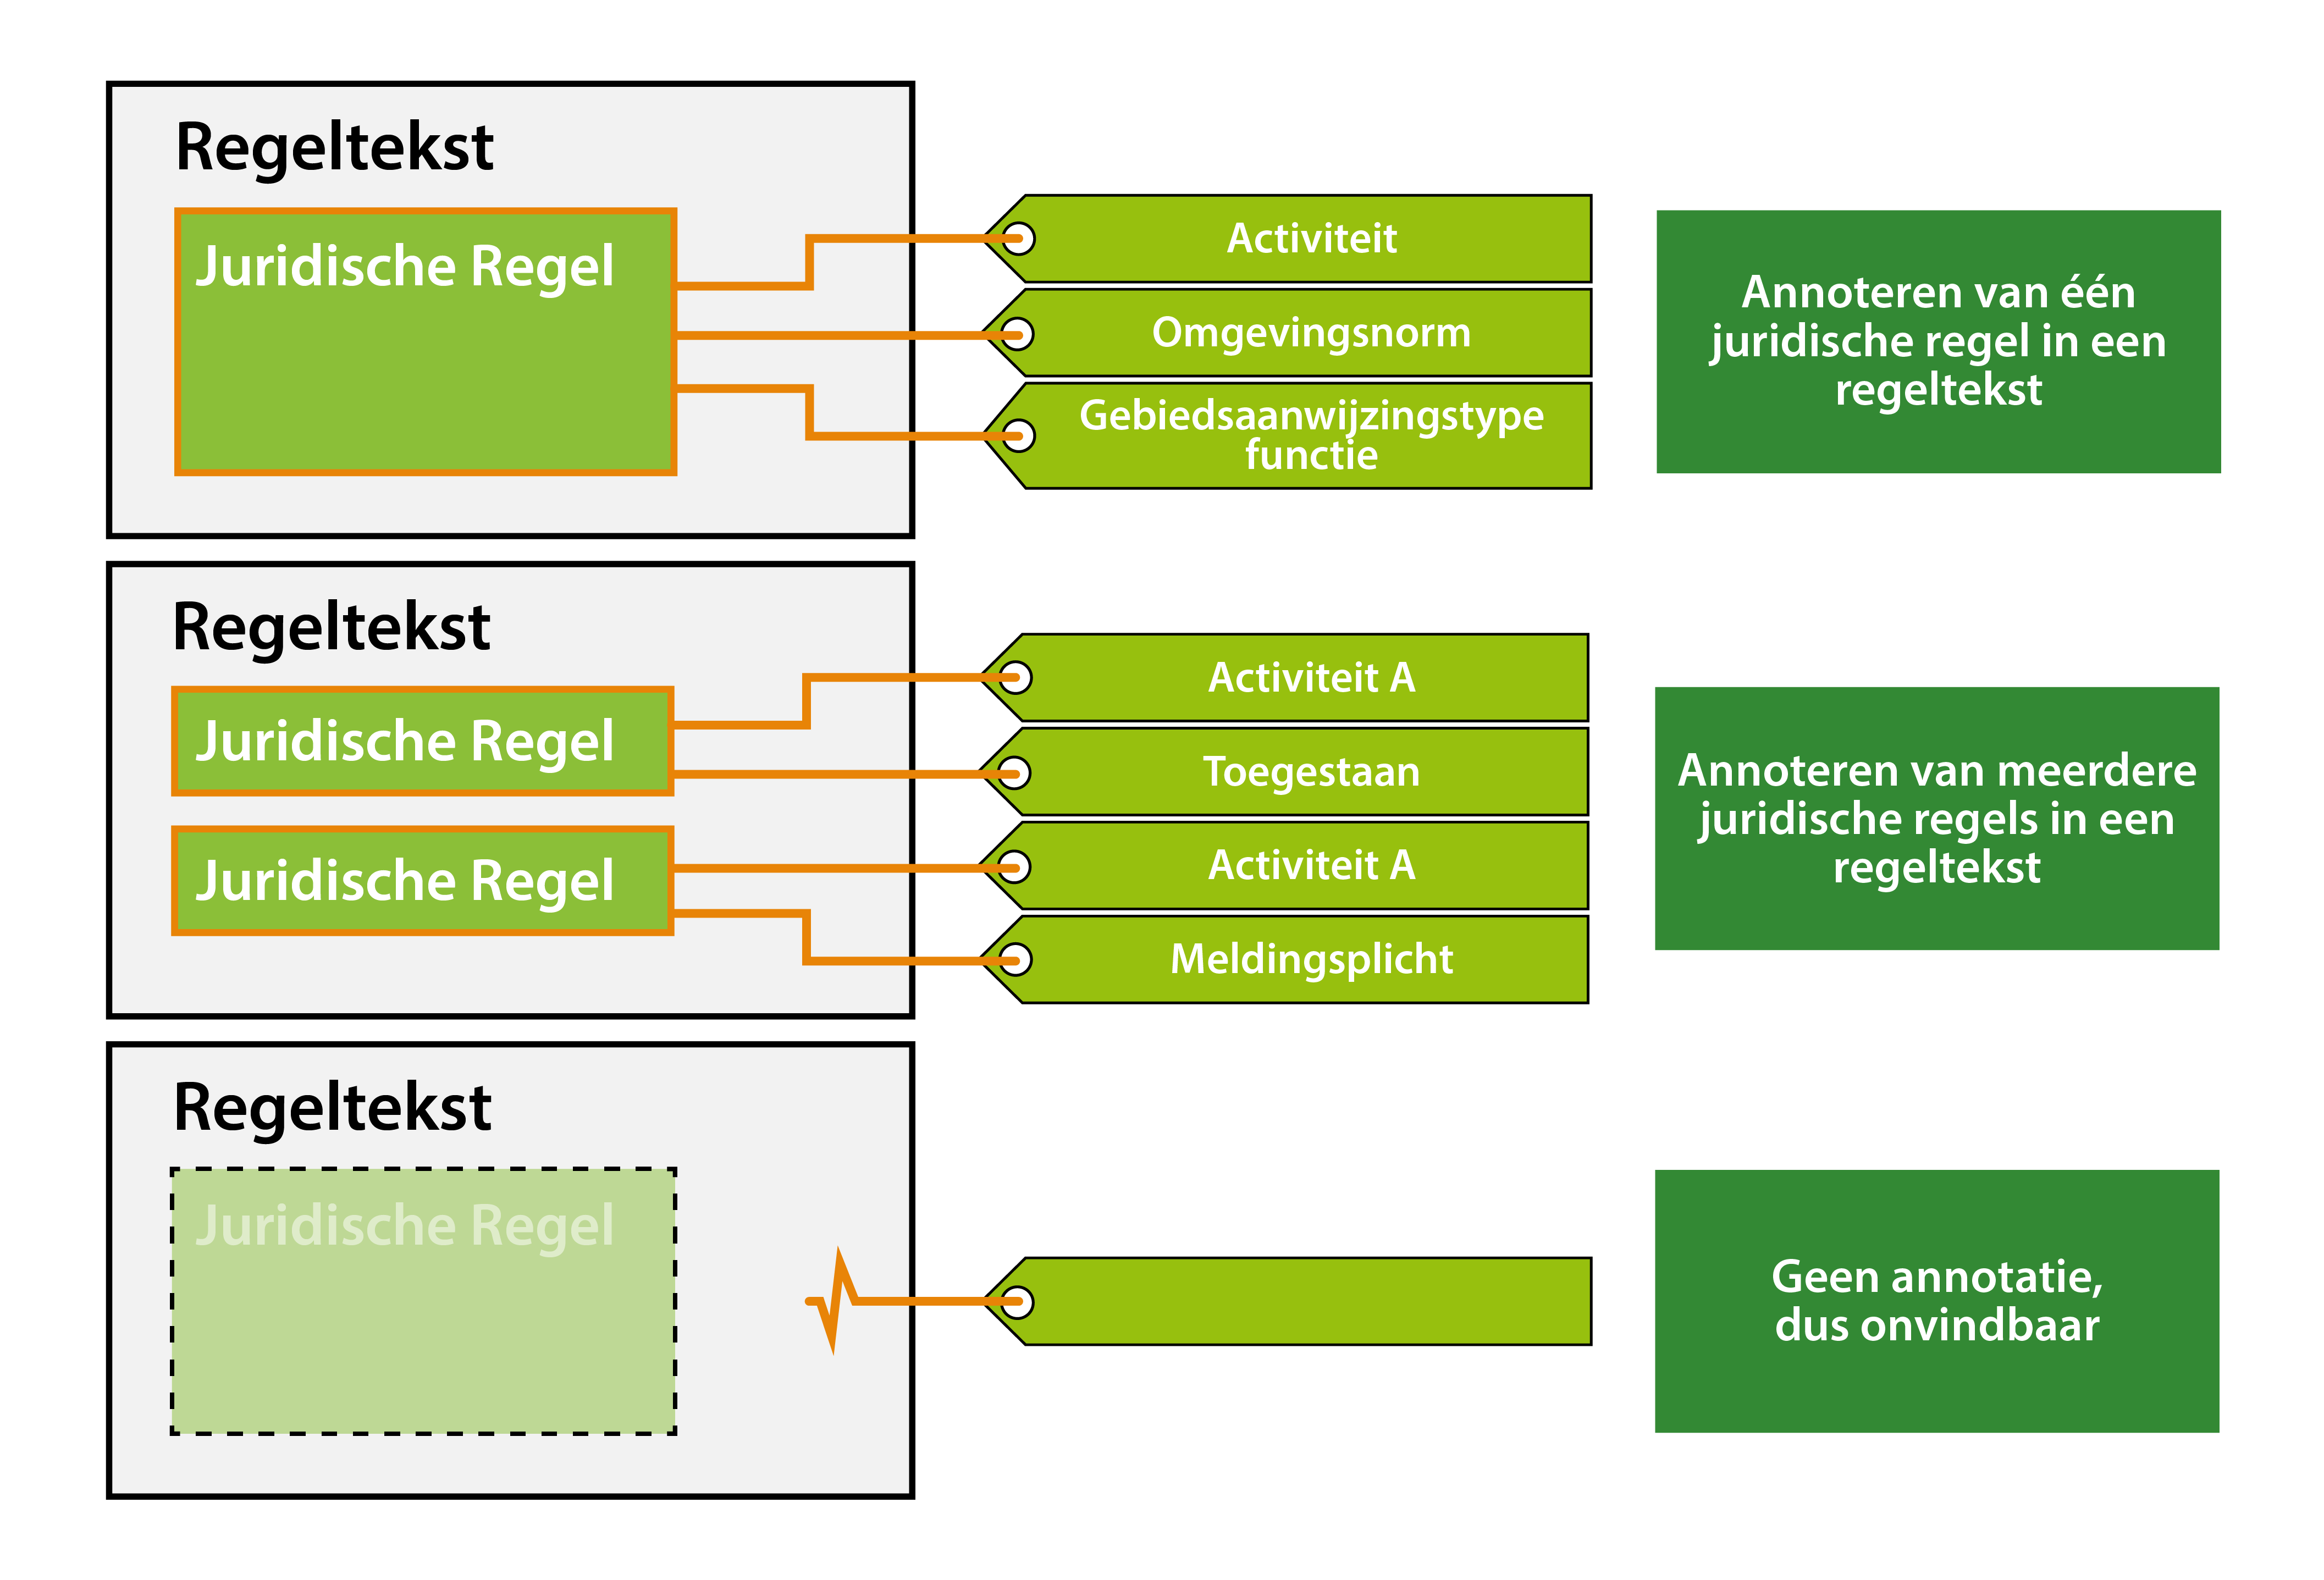 Regeltekst
Juridische Regel
Activiteit
Omgevingsnorm
Gebiedsaanwijzingstype
functie
Annoteren van één
juridische regel in een
regeltekst
Regeltekst
Juridische Regel
Juridische Regel
Activiteit A
Toegestaan
Activiteit A
Meldingsplicht
Annoteren van meerdere
juridische regels in een
regeltekst
Regeltekst
Juridische Regel
Geen annotatie,
dus onvindbaar